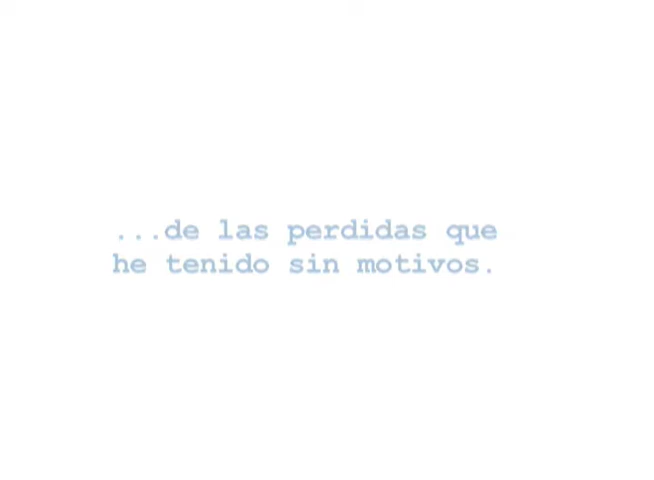 ...de las perdidas que
he tenido sin motivos.